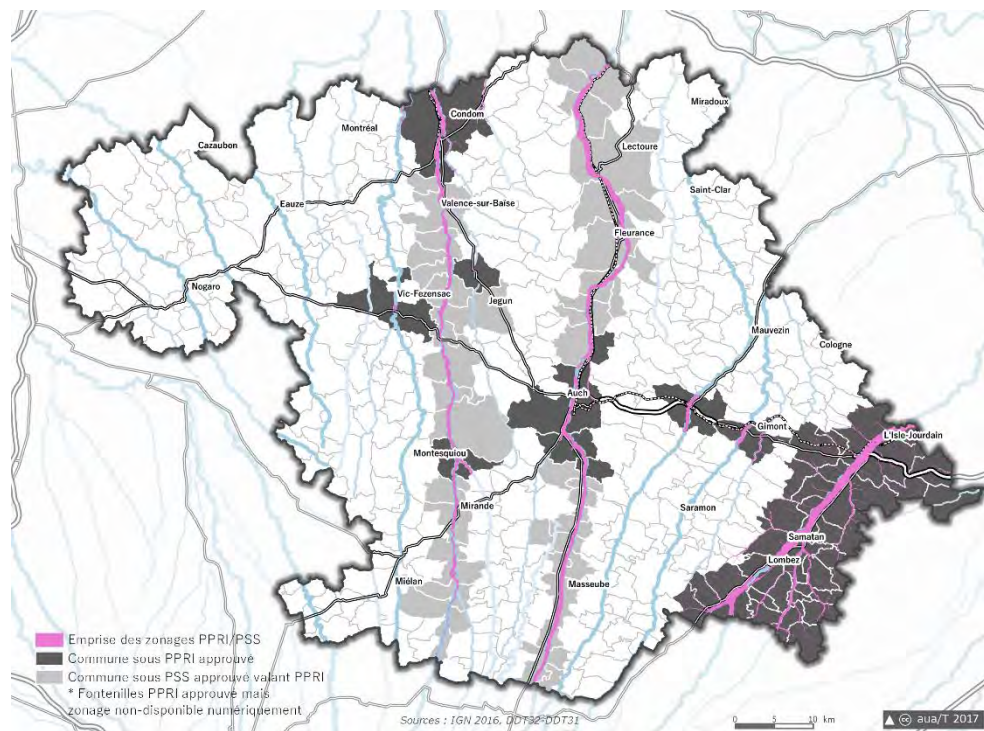 Miradoux
Condom
Montréal
Cazaubon
Lectoure
Saint-Clar
Eauze
Valence-sur-Baïse
Fleurance
Nogaro
Vic-Fezensac
Jegun
Mauvezin
Cologne
Auch
Gimont
L'Isle-Jourdain
Montesquiou
Mirande
Saramon
Samatan
Lombez
Miélan
Masseube
Emprise des zonages PPRI/PSS
Commune sous PPRI approuvé
Commune sous PSS approuvé valant PPRI
* Fontenilles PPRI approuvé mais
zonage non-disponible numériquement
Sources : IGN 2016, DDT32-DDT31
0 5 10 km
cc aua/T 2017